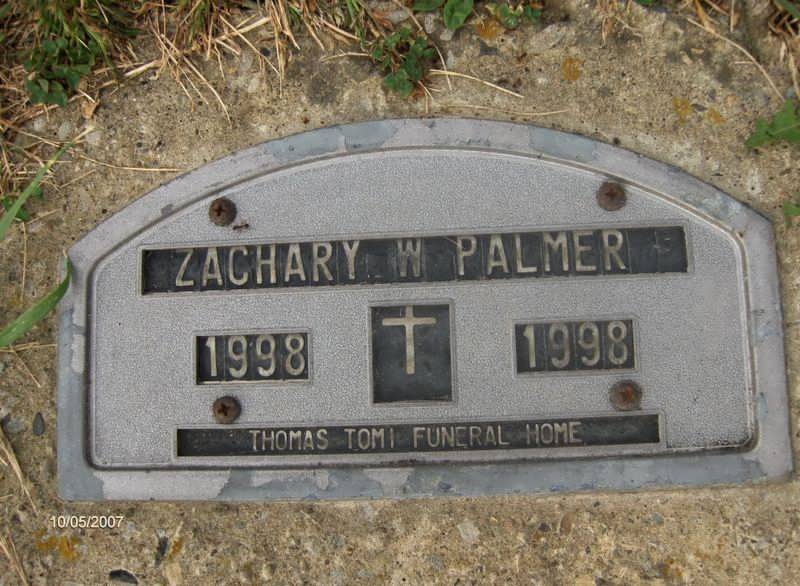 ZACHARY W PALMER
1998 1998
THOMAS TOMI FUNERAL HOME
10/05/2007